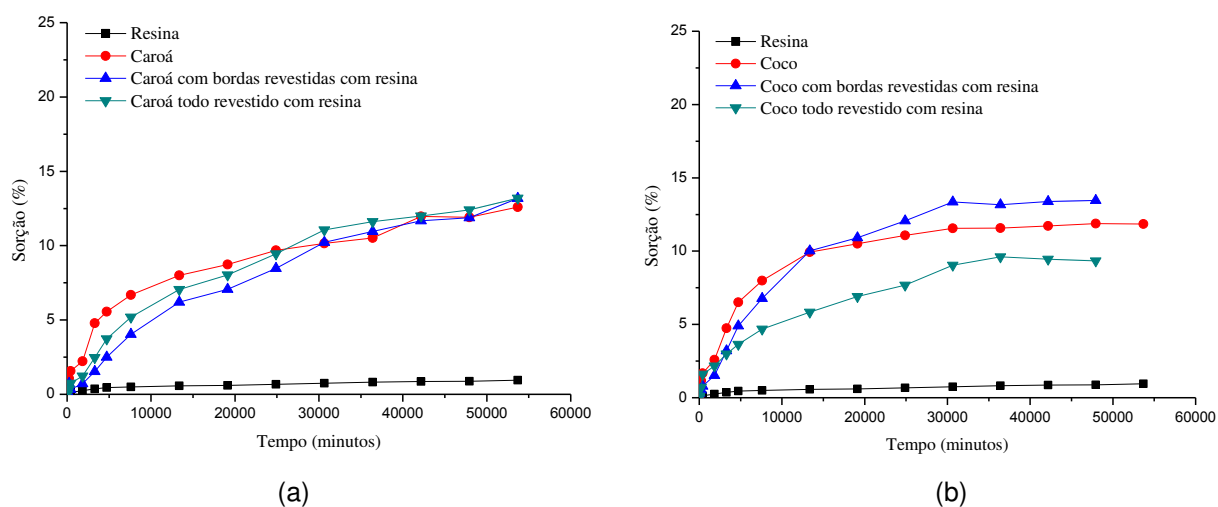 25
20
15
10
5
0
Sorção (%)
Resina
Caroá
Caroá com bordas revestidas com resina
Caroá todo revestido com resina
0 10000 20000 30000 40000 50000 60000
Tempo (minutos)
(a)
25
20
15
10
5
0
Sorção (%)
Resina
Coco
Coco com bordas revestidas com resina
Coco todo revestido com resina
0 10000 20000 30000 40000 50000 60000
Tempo (minutos)
(b)